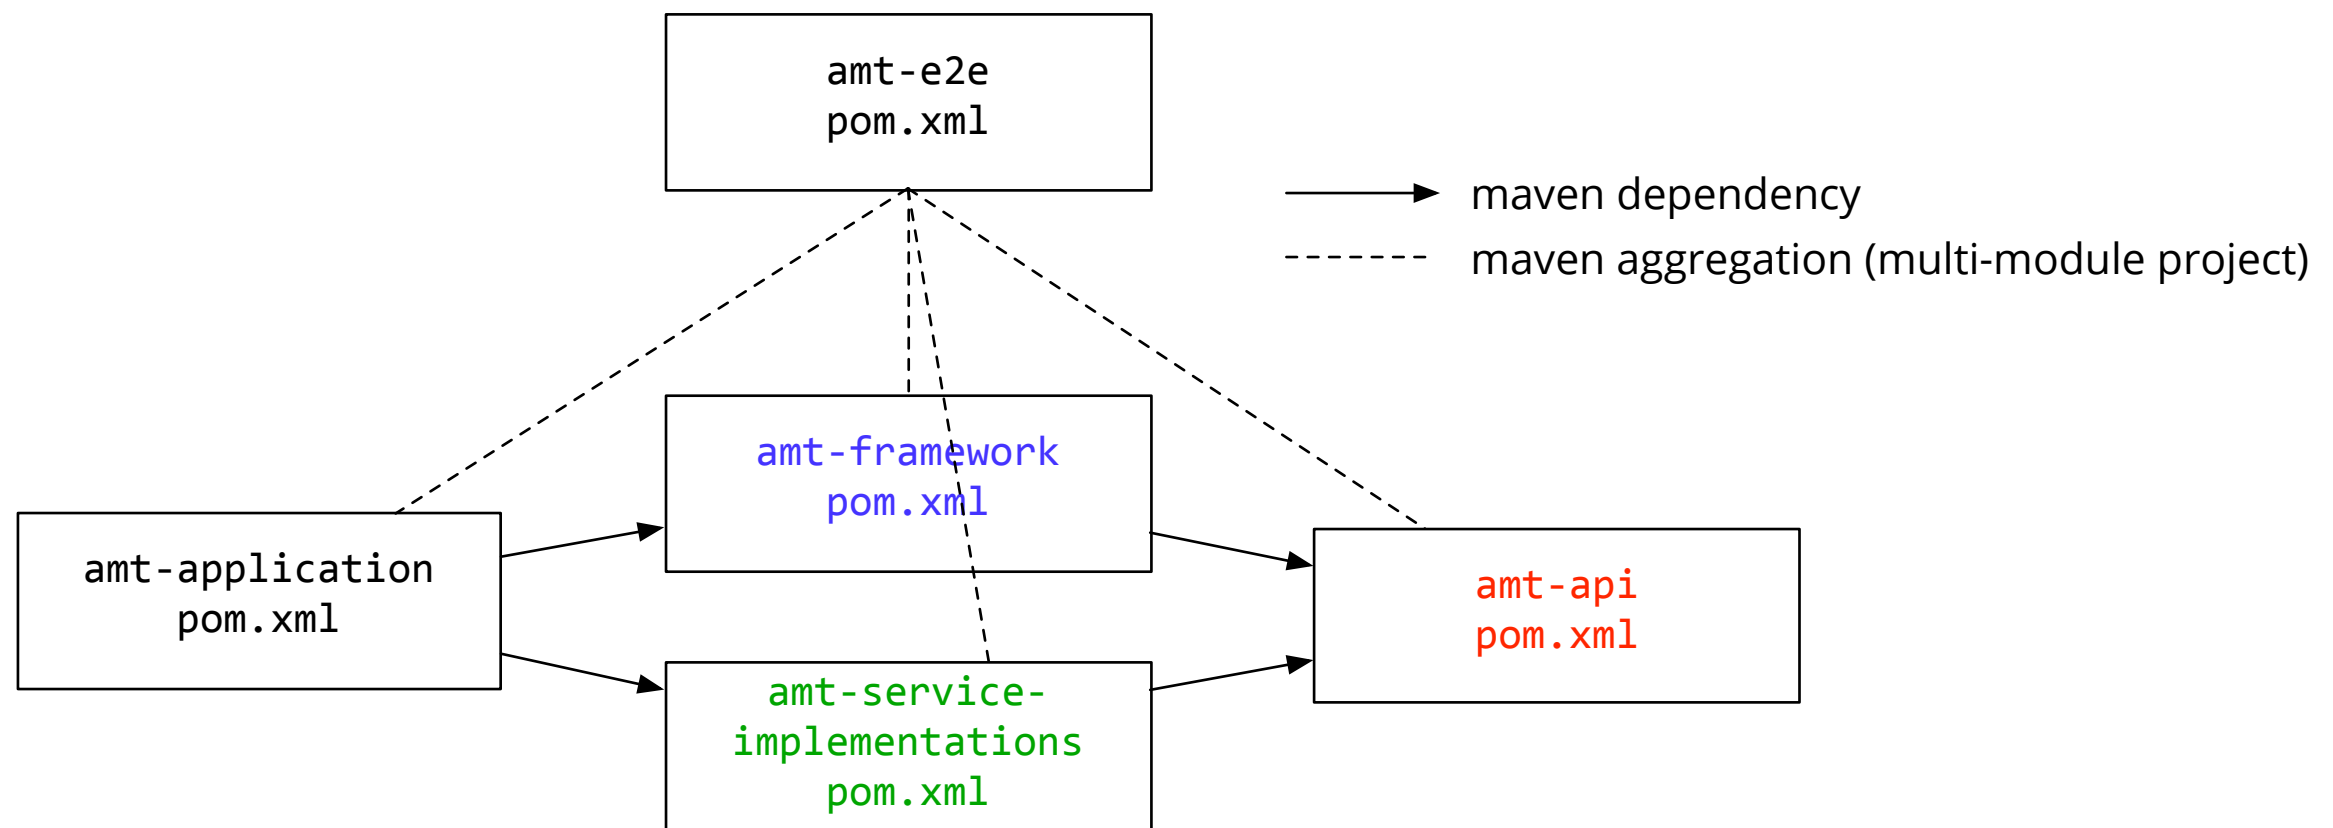 amt-e2e
pom.xml
maven dependency
maven aggregation (multi-module project)
amt-framework
pom.xml
amt-application
pom.xml
amt-api
pom.xml
amt-service-
implementations
pom.xml